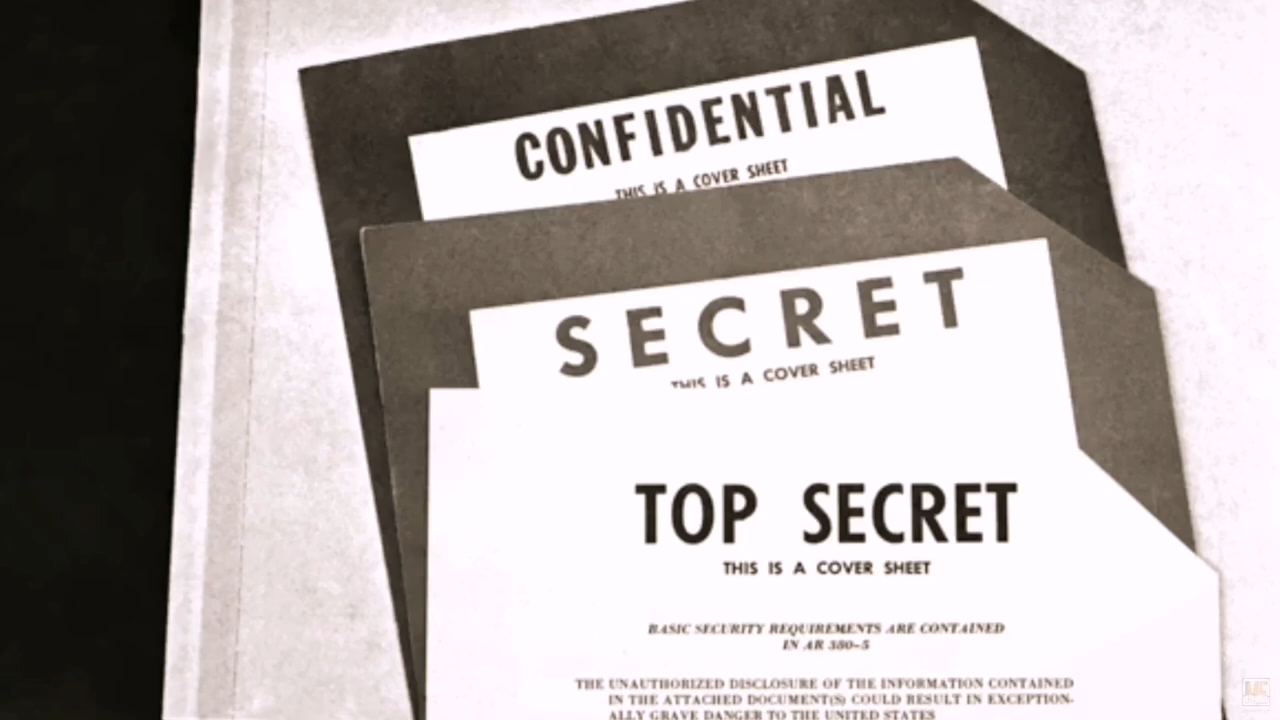 CONFIDENTIAL
THIS IS A COVER SHEET
SECRET
THIS IS A COVER SHEET
TOP SECRET
THIS IS A COVER SHEET
BASIC SECURITY REQUIREMENTS ARE CONTAINED
IN AR 380-5
THE UNAUTHORIZED DISCLOSURE OF THE INFORMATION CONTAINED
IN THE ATTACHED DOCUMENT(S) COULD RESULT IN EXCEPTION-
ALLY GRAVE DANGER TO THE UNITED STATES